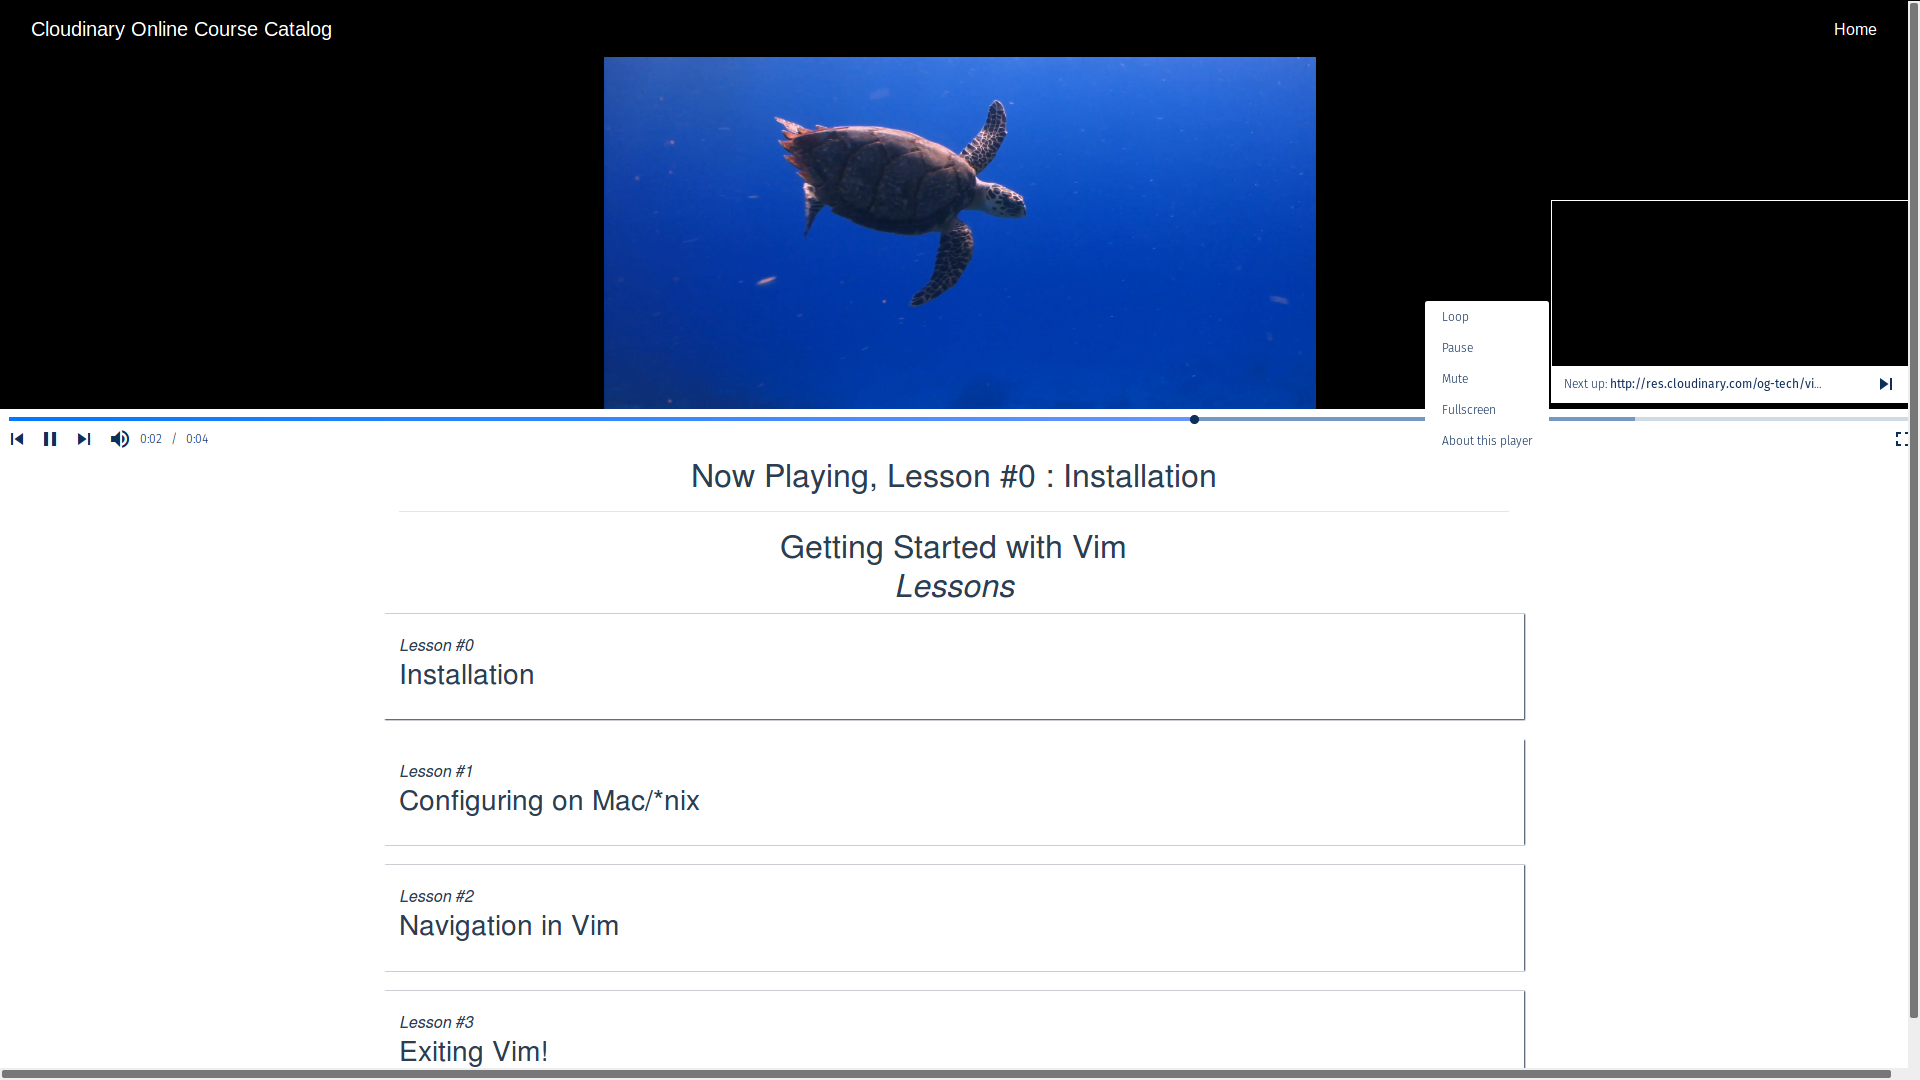 Cloudinary Online Course Catalog
Home
Loop
Pause
Mute
Fullscreen
About this player
Next up: http://res.cloudinary.com/og-tech/vi...
0:02 / 0:04
Now Playing, Lesson #0 : Installation
Getting Started with Vim
Lessons
Lesson #0
Installation
Lesson #1
Configuring on Mac/*nix
Lesson #2
Navigation in Vim
Lesson #3
Exiting Vim!